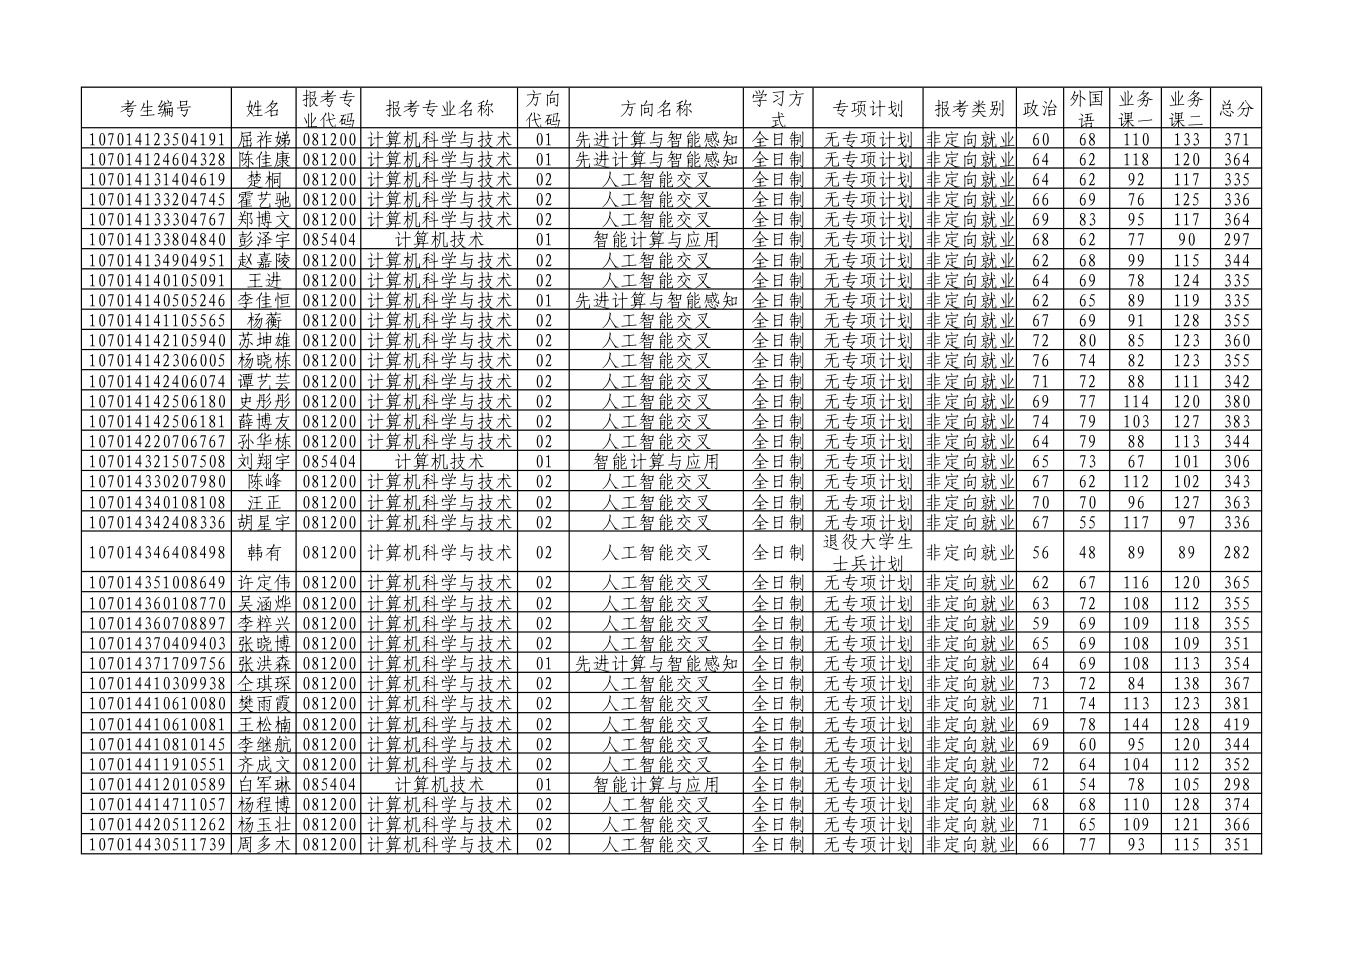 考生编号 姓名 报考专业代码 报考专业名称 方向代码 方向名称 学习方式 专项计划 报考类别 政治 外国语 业务课一 业务课二 总分
107014123504191 屈祚娣 081200 计算机科学与技术 01 先进计算与智能感知 全日制 无专项计划 非定向就业 60 68 110 133 371
107014124604328 陈佳康 081200 计算机科学与技术 01 先进计算与智能感知 全日制 无专项计划 非定向就业 64 62 118 120 364
107014131404619 楚桐 081200 计算机科学与技术 02 人工智能交叉 全日制 无专项计划 非定向就业 64 62 92 117 335
107014133204745 霍艺驰 081200 计算机科学与技术 02 人工智能交叉 全日制 无专项计划 非定向就业 66 69 76 125 336
107014133304767 郑博文 081200 计算机科学与技术 02 人工智能交叉 全日制 无专项计划 非定向就业 69 83 95 117 364
107014133804840 彭泽宇 085404 计算机技术 01 智能计算与应用 全日制 无专项计划 非定向就业 68 62 77 90 297
107014134904951 赵嘉陵 081200 计算机科学与技术 02 人工智能交叉 全日制 无专项计划 非定向就业 62 68 99 115 344
107014140105091 王进 081200 计算机科学与技术 02 人工智能交叉 全日制 无专项计划 非定向就业 64 69 78 124 335
107014140505246 李佳恒 081200 计算机科学与技术 01 先进计算与智能感知 全日制 无专项计划 非定向就业 62 65 89 119 335
107014141105565 杨蘅 081200 计算机科学与技术 02 人工智能交叉 全日制 无专项计划 非定向就业 67 69 91 128 355
107014142105940 苏坤雄 081200 计算机科学与技术 02 人工智能交叉 全日制 无专项计划 非定向就业 72 80 85 123 360
107014142306005 杨晓栋 081200 计算机科学与技术 02 人工智能交叉 全日制 无专项计划 非定向就业 76 74 82 123 355
107014142406074 谭艺芸 081200 计算机科学与技术 02 人工智能交叉 全日制 无专项计划 非定向就业 71 72 88 111 342
107014142506180 史彤彤 081200 计算机科学与技术 02 人工智能交叉 全日制 无专项计划 非定向就业 69 77 114 120 380
107014142506181 薛博友 081200 计算机科学与技术 02 人工智能交叉 全日制 无专项计划 非定向就业 74 79 103 127 383
107014220706767 孙华栋 081200 计算机科学与技术 02 人工智能交叉 全日制 无专项计划 非定向就业 64 79 88 113 344
107014321507508 刘翔宇 085404 计算机技术 01 智能计算与应用 全日制 无专项计划 非定向就业 65 73 67 101 306
107014330207980 陈峰 081200 计算机科学与技术 02 人工智能交叉 全日制 无专项计划 非定向就业 67 62 112 102 343
107014340108108 汪正 081200 计算机科学与技术 02 人工智能交叉 全日制 无专项计划 非定向就业 70 70 96 127 363
107014342408336 胡星宇 081200 计算机科学与技术 02 人工智能交叉 全日制 无专项计划 非定向就业 67 55 117 97 336
107014346408498 韩有 081200 计算机科学与技术 02 人工智能交叉 全日制 退役大学生士兵计划 非定向就业 56 48 89 89 282
107014351008649 许定伟 081200 计算机科学与技术 02 人工智能交叉 全日制 无专项计划 非定向就业 62 67 116 120 365
107014360108770 吴涵烨 081200 计算机科学与技术 02 人工智能交叉 全日制 无专项计划 非定向就业 63 72 108 112 355
107014360708897 李粹兴 081200 计算机科学与技术 02 人工智能交叉 全日制 无专项计划 非定向就业 59 69 109 118 355
107014370409403 张晓博 081200 计算机科学与技术 02 人工智能交叉 全日制 无专项计划 非定向就业 65 69 108 109 351
107014371709756 张洪森 081200 计算机科学与技术 01 先进计算与智能感知 全日制 无专项计划 非定向就业 64 69 108 113 354
107014410309938 仝琪琛 081200 计算机科学与技术 02 人工智能交叉 全日制 无专项计划 非定向就业 73 72 84 138 367
107014410610080 樊雨霞 081200 计算机科学与技术 02 人工智能交叉 全日制 无专项计划 非定向就业 71 74 113 123 381
107014410610081 王松楠 081200 计算机科学与技术 02 人工智能交叉 全日制 无专项计划 非定向就业 69 78 144 128 419
107014410810145 李继航 081200 计算机科学与技术 02 人工智能交叉 全日制 无专项计划 非定向就业 69 60 95 120 344
107014411910551 齐成文 081200 计算机科学与技术 02 人工智能交叉 全日制 无专项计划 非定向就业 72 64 104 112 352
107014412010589 白军琳 085404 计算机技术 01 智能计算与应用 全日制 无专项计划 非定向就业 61 54 78 105 298
107014414711057 杨程博 081200 计算机科学与技术 02 人工智能交叉 全日制 无专项计划 非定向就业 68 68 110 128 374
107014420511262 杨玉壮 081200 计算机科学与技术 02 人工智能交叉 全日制 无专项计划 非定向就业 71 65 109 121 366
107014430511739 周多木 081200 计算机科学与技术 02 人工智能交叉 全日制 无专项计划 非定向就业 66 77 93 115 351